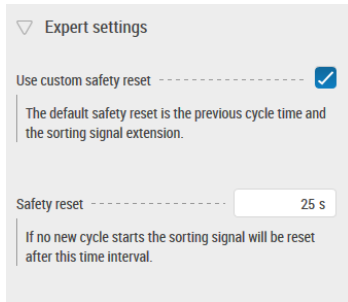 Expert settings
Use custom safety reset
The default safety reset is the previous cycle time and
the sorting signal extension.
Safety reset 25 s
If no new cycle starts the sorting signal will be reset
after this time interval.